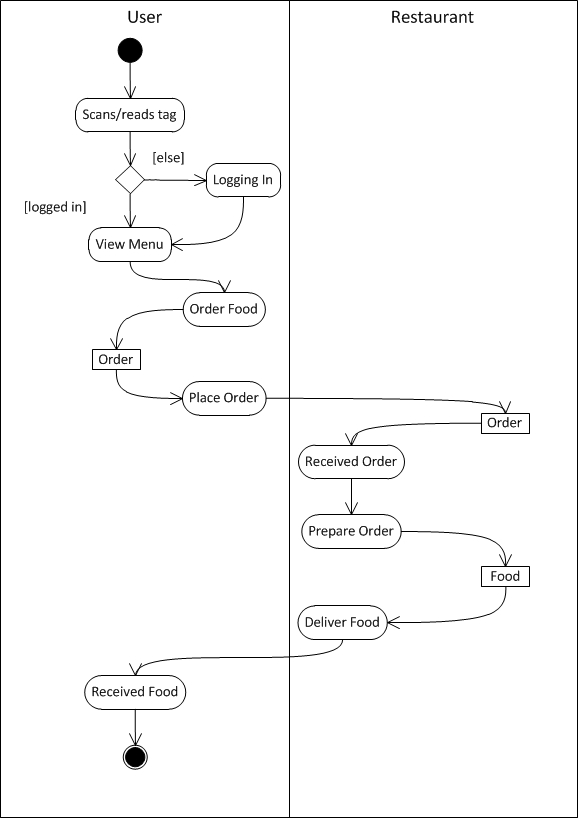 User
Restaurant
Scans/reads tag
[else]
Logging In
[logged in]
View Menu
Order Food
Order
Place Order
Order
Received Order
Prepare Order
Food
Deliver Food
Received Food